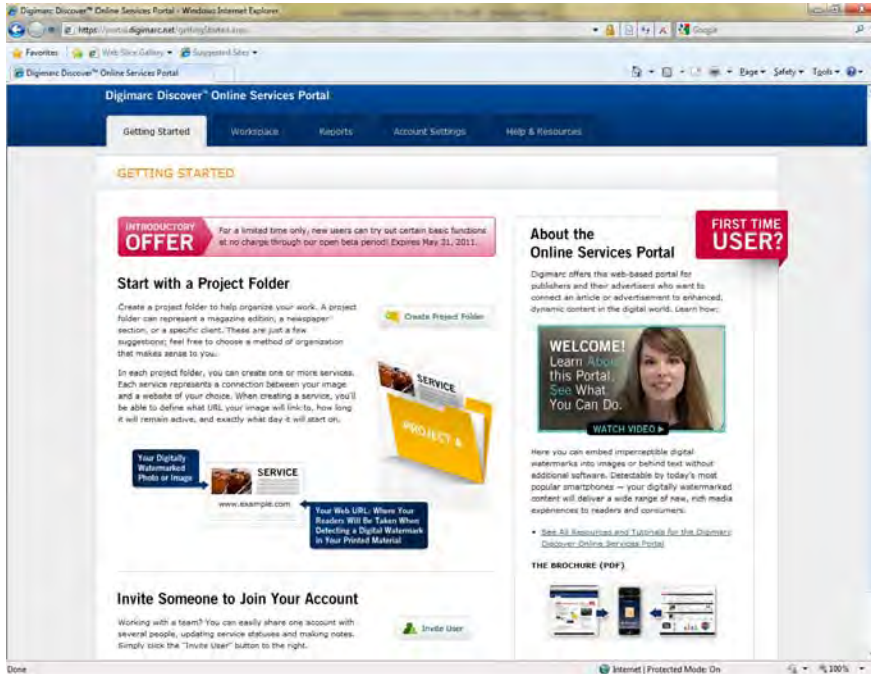 Digimarc Discover™ Online Services Portal - Windows Internet Explorer
https://portal.digimarc.net/gettingStarted.aspx
Google
Favorites
Web Slice Gallery
Suggested Sites
Digimarc Discover™ Online Services Portal
Page
Safety
Tools
Digimarc Discover™ Online Services Portal
Getting Started
Workspace
Reports
Account Settings
Help & Resources
GETTING STARTED
INTRODUCTORY
OFFER
For a limited time only, new users can try out certain basic functions
at no charge through our open beta period! Expires May 31, 2011.
Start with a Project Folder
Create a project folder to help organize your work. A project
folder can represent a magazine edition, a newspaper
section, or a specific client. These are just a few
suggestions; feel free to choose a method of organization
that makes sense to you.
In each project folder, you can create one or more services.
Each service represents a connection between your image
and a website of your choice. When creating a service, you'll
be able to define what URL your image will link to, how long
it will remain active, and exactly what day it will start on.
Create Project Folder
SERVICE
PROJECT A
Your Digitally
Watermarked
Photo or Image
SERVICE
www.example.com
Your Web URL: Where Your
Readers Will Be Taken When
Detecting a Digital Watermark
in Your Printed Material
Invite Someone to Join Your Account
Working with a team? You can easily share one account with
several people, updating service statuses and making notes.
Simply click the "Invite User" button to the right.
Invite User
FIRST TIME
USER?
About the
Online Services Portal
Digimarc offers this web-based portal for
publishers and their advertisers who want to
connect an article or advertisement to enhanced,
dynamic content in the digital world. Learn how:
WELCOME!
Learn About
this Portal.
See What
You Can Do.
WATCH VIDEO
Here you can embed imperceptible digital
watermarks into images or behind text without
additional software. Detectable by today's most
popular smartphones — your digitally watermarked
content will deliver a wide range of new, rich media
experiences to readers and consumers.
• See All Resources and Tutorials for the Digimarc
Discover Online Services Portal
THE BROCHURE (PDF)
Done
Internet | Protected Mode: On
100%